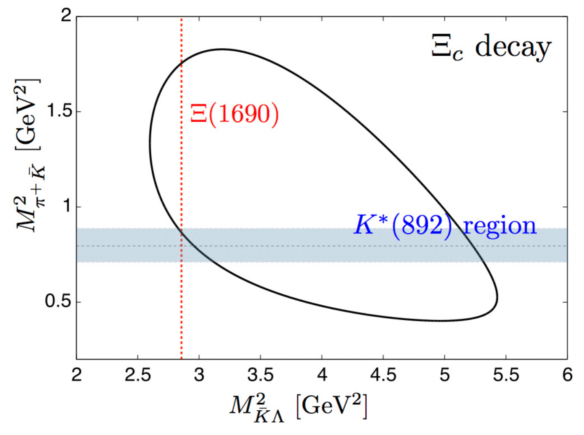 2
Ξc decay
Ξ(1690)
1.5
M²π+K̄ [GeV²]
1
K*(892) region
0.5
2 2.5 3 3.5 4 4.5 5 5.5 6
M²K̄Λ [GeV²]